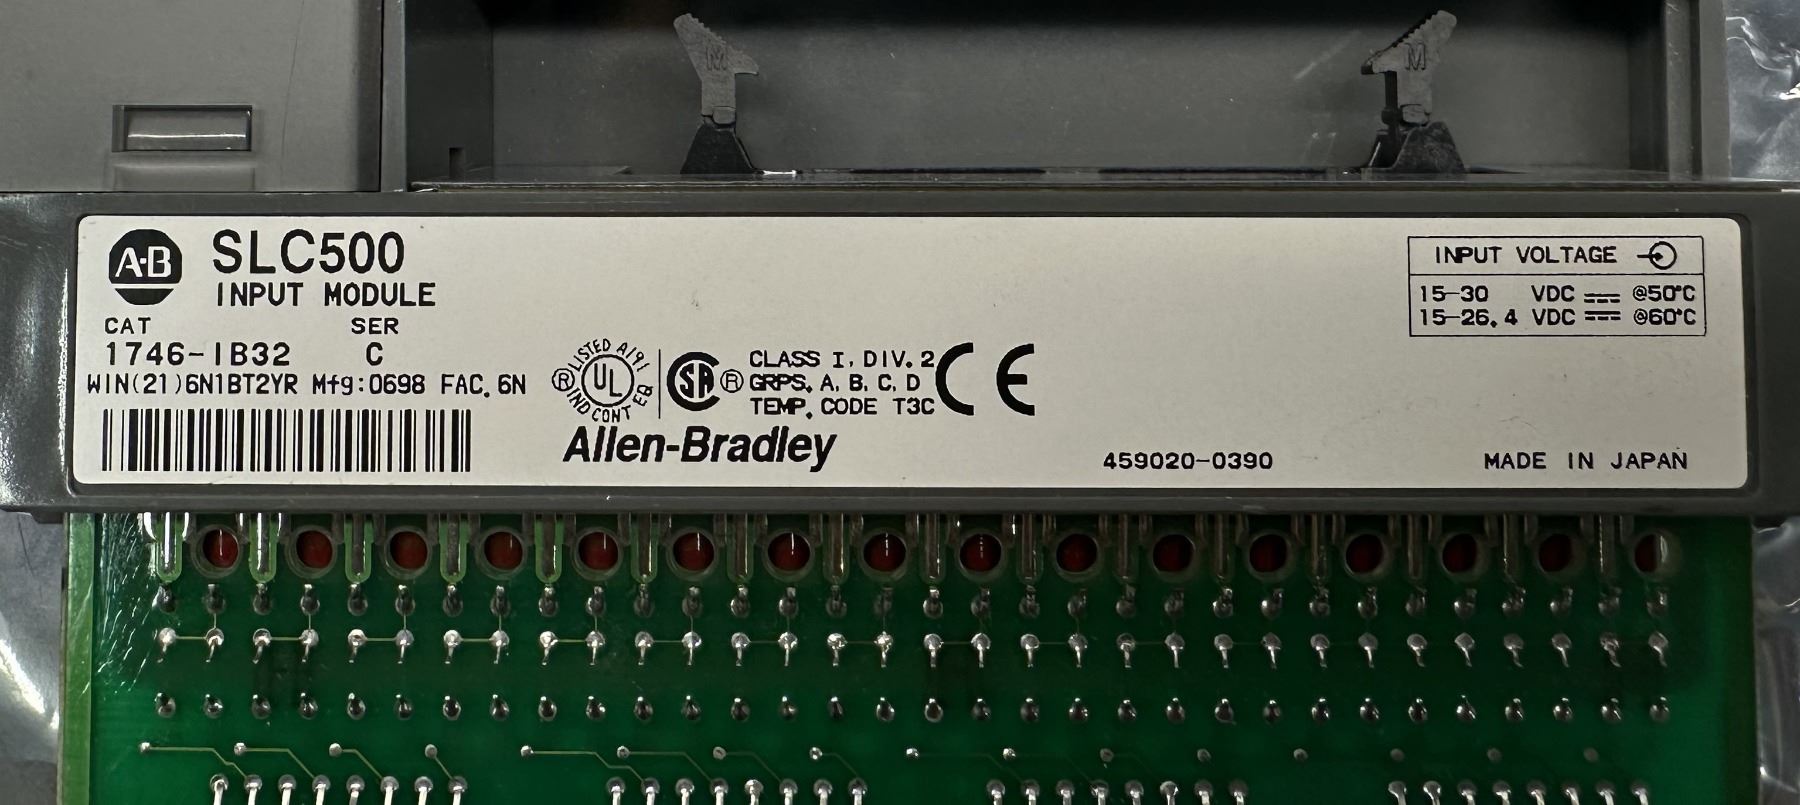 M
M
A-B
SLC500
INPUT MODULE
CAT SER
1746-IB32 C
WIN(21)6N1BT2YR Mfg:0698 FAC. 6N
® LISTED A191
UL
IND CONT EQ
SA ®
CLASS I, DIV. 2
GRPS. A, B, C, D
TEMP. CODE T3C
CE
Allen-Bradley
459020-0390
INPUT VOLTAGE
15-30 VDC @50°C
15-26.4 VDC @60°C
MADE IN JAPAN